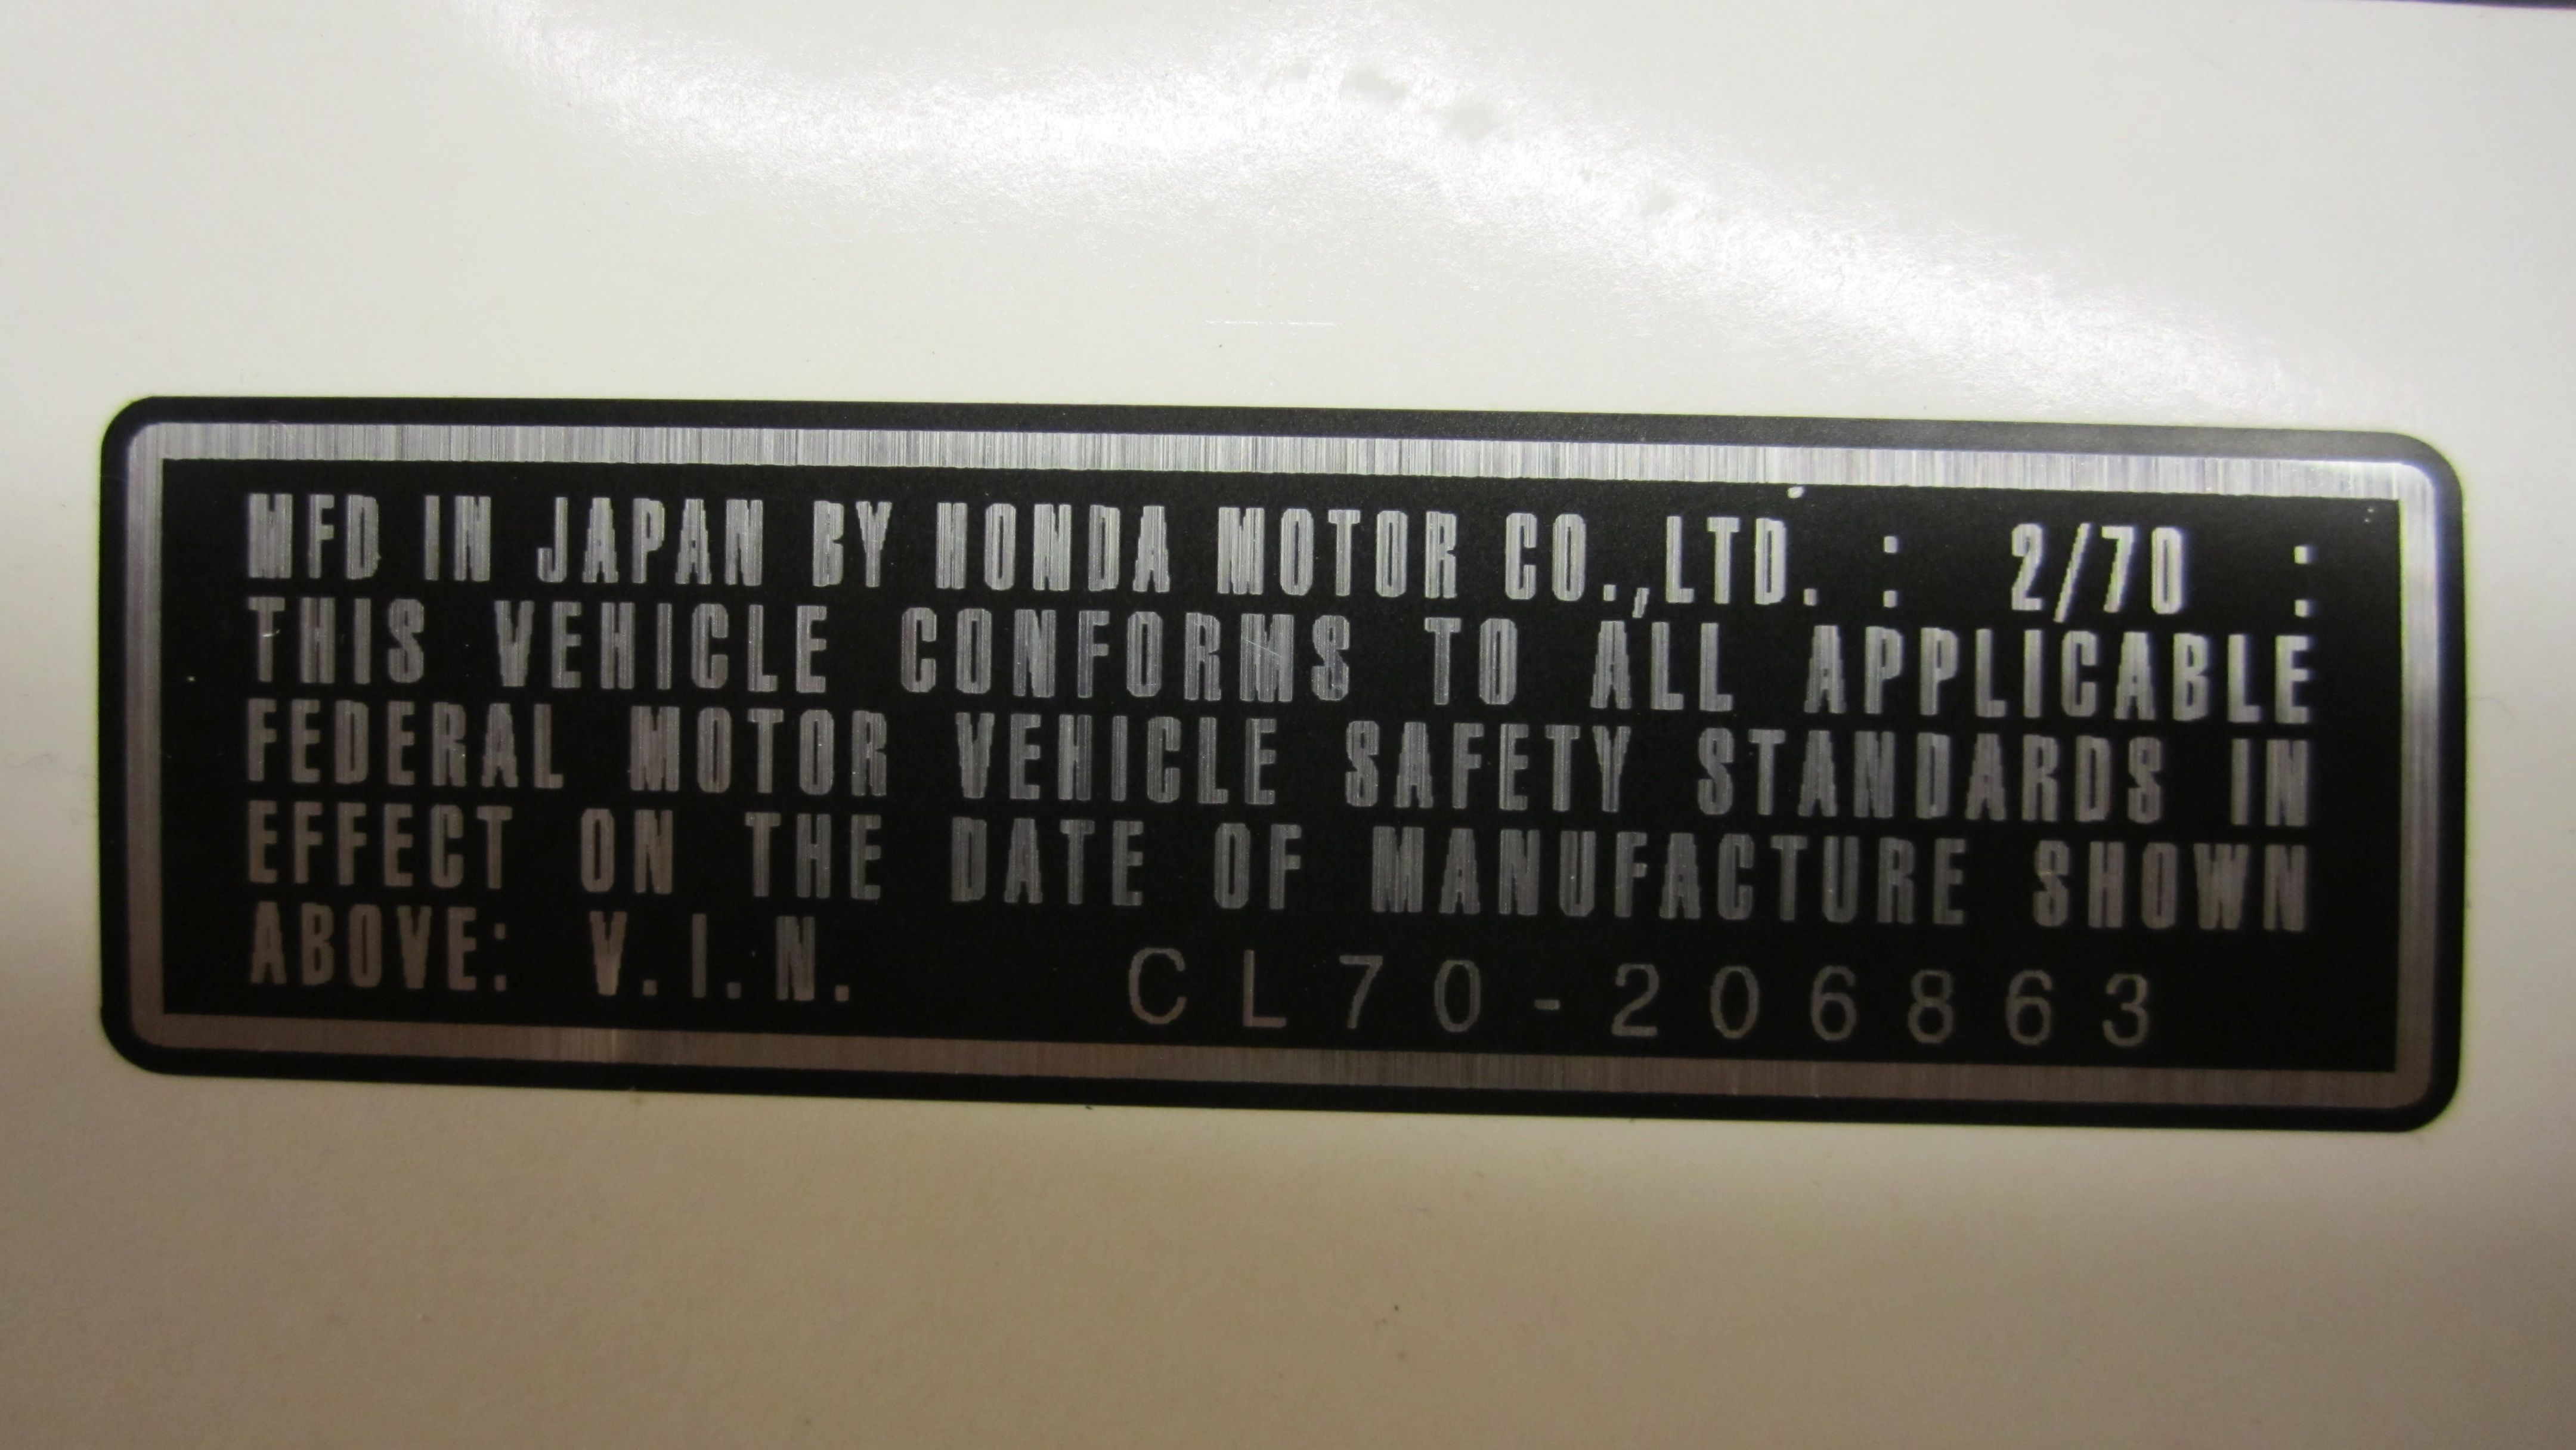 MFD IN JAPAN BY HONDA MOTOR CO.,LTD. : 2/70 :
THIS VEHICLE CONFORMS TO ALL APPLICABLE
FEDERAL MOTOR VEHICLE SAFETY STANDARDS IN
EFFECT ON THE DATE OF MANUFACTURE SHOWN
ABOVE: V.I.N. CL70-206863